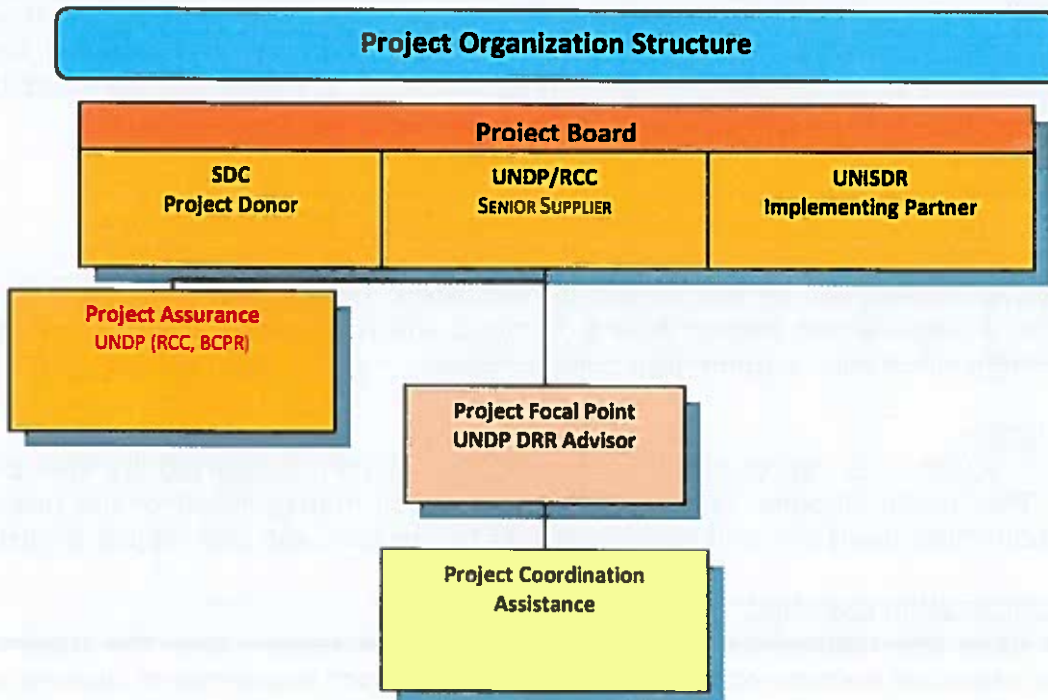 Project Organization Structure
Project Board
SDC
Project Donor
UNDP/RCC
SENIOR SUPPLIER
UNISDR
Implementing Partner
Project Assurance
UNDP (RCC, BCPR)
Project Focal Point
UNDP DRR Advisor
Project Coordination
Assistance